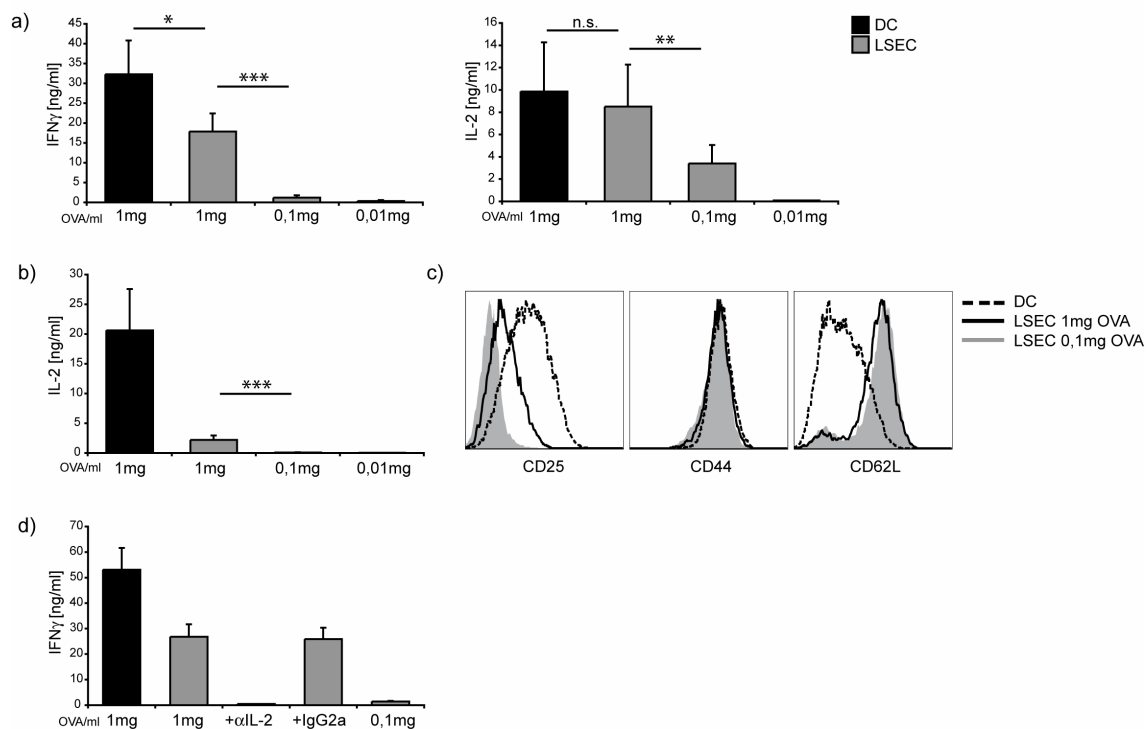 a)
IFNγ [ng/ml]
45
40
35
30
25
20
15
10
5
0
*
***
OVA/ml 1mg 1mg 0,1mg 0,01mg
IL-2 [ng/ml]
16
14
12
10
8
6
4
2
0
n.s.
**
OVA/ml 1mg 1mg 0,1mg 0,01mg
DC
LSEC
b)
IL-2 [ng/ml]
30
25
20
15
10
5
0
***
OVA/ml 1mg 1mg 0,1mg 0,01mg
c)
CD25 CD44 CD62L
DC
LSEC 1mg OVA
LSEC 0,1mg OVA
d)
IFNγ [ng/ml]
70
60
50
40
30
20
10
0
OVA/ml 1mg 1mg +αIL-2 +IgG2a 0,1mg